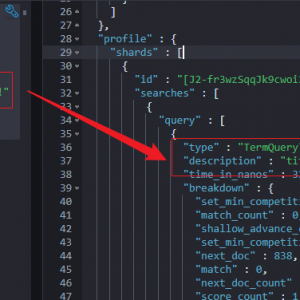 26
27 ]
},
28 "profile" : {
29 "shards" : [
30 {
31 "id" : "[J2-fr3wzSqqJk9cwoi
32 "searches" : [
33 {
34 "query" : [
35 {
36 "type" : "TermQuery
37 "description" : "ti
38 "time_in_nanos" : 3
39 "breakdown" : {
40 "set_min_competiti
41 "match_count" : 0
42 "shallow_advance_
43 "set_min_competit
44 "next_doc" : 838,
45 "match" : 0,
46 "next_doc_count"
47 "score_count" : 1